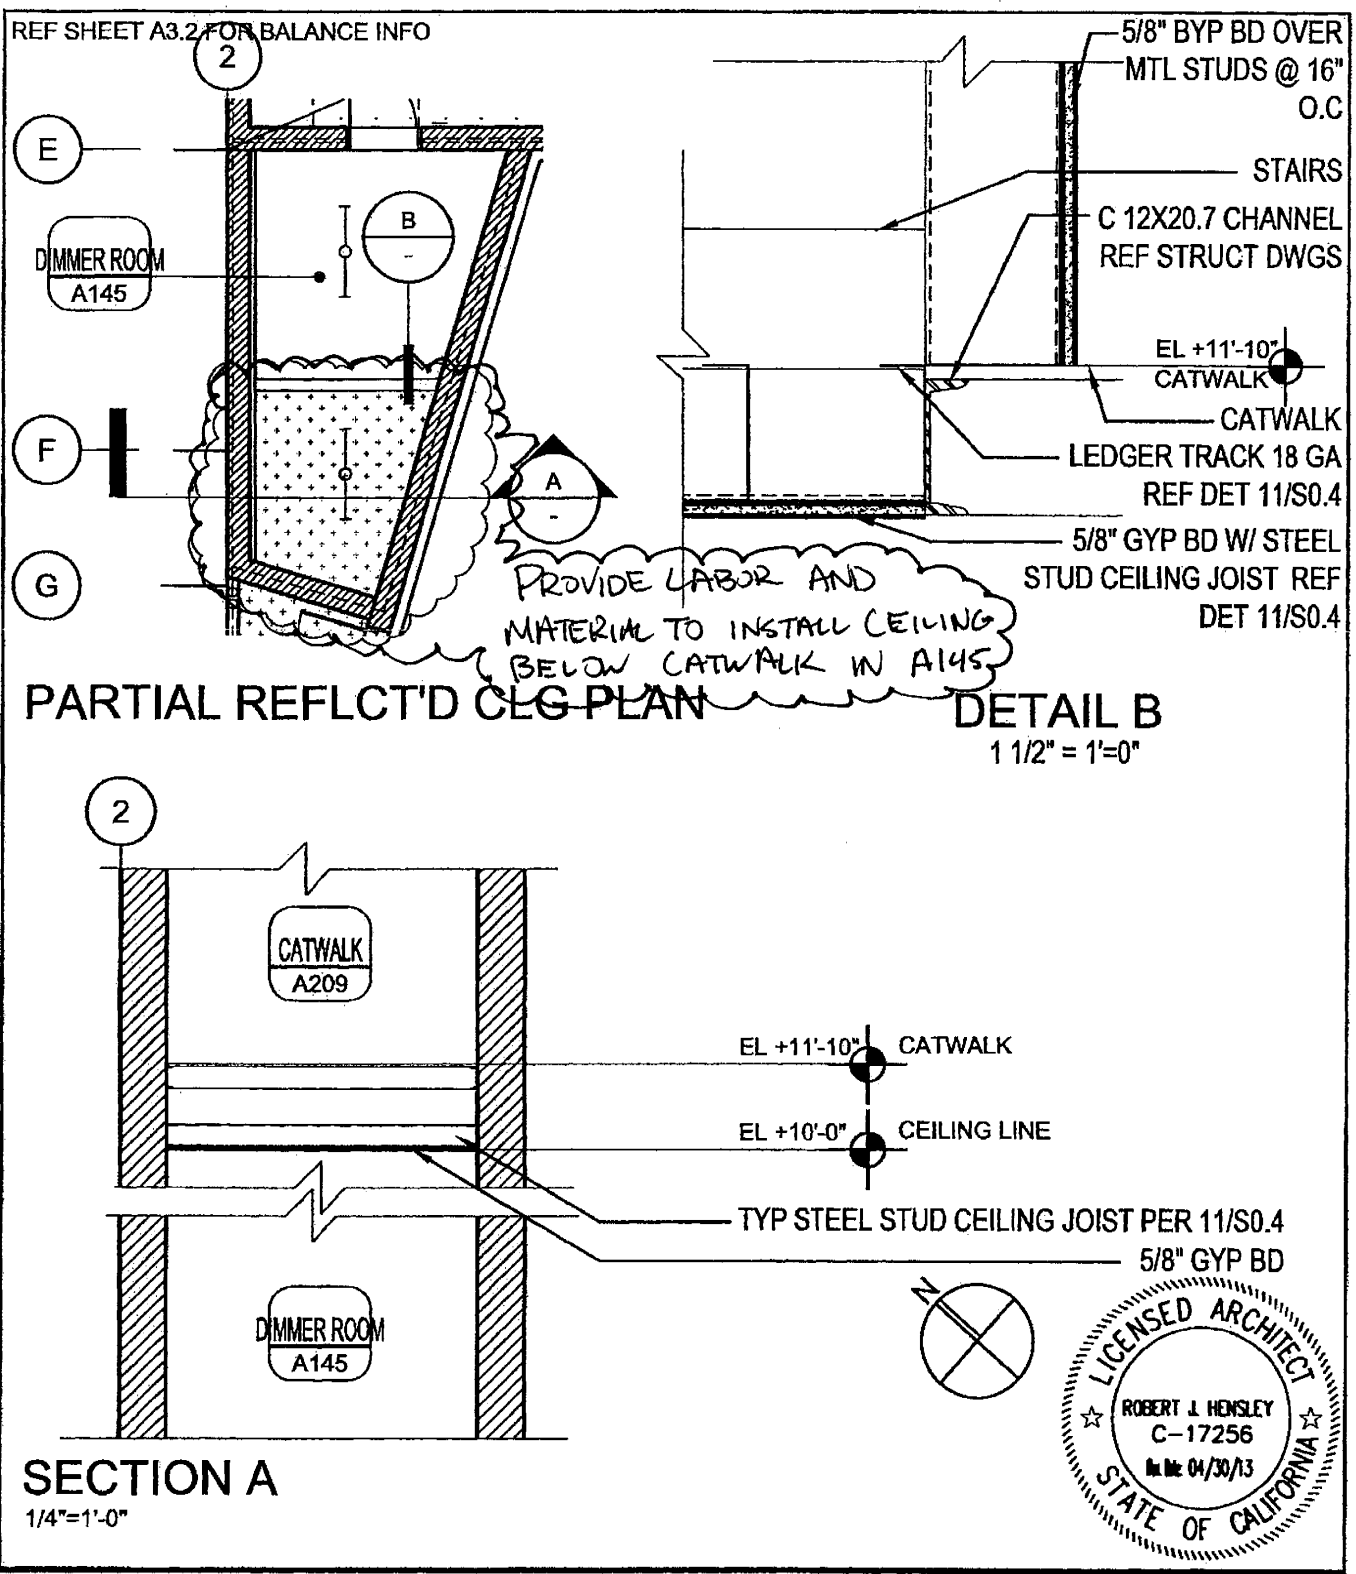 REF SHEET A3.2 FOR BALANCE INFO
2
E
DIMMER ROOM
A145
B
-
F
A
-
G
5/8" BYP BD OVER
MTL STUDS @ 16"
O.C
STAIRS
C 12X20.7 CHANNEL
REF STRUCT DWGS
EL +11'-10"
CATWALK
CATWALK
LEDGER TRACK 18 GA
REF DET 11/S0.4
5/8" GYP BD W/ STEEL
STUD CEILING JOIST REF
DET 11/S0.4
PROVIDE LABOR AND
MATERIAL TO INSTALL CEILING
BELOW CATWALK IN A145
PARTIAL REFLCT'D CLG PLAN
DETAIL B
1 1/2" = 1'=0"
2
CATWALK
A209
EL +11'-10" CATWALK
EL +10'-0" CEILING LINE
TYP STEEL STUD CEILING JOIST PER 11/S0.4
5/8" GYP BD
DIMMER ROOM
A145
N
LICENSED ARCHITECT
ROBERT J. HENSLEY
C-17256
04/30/13
STATE OF CALIFORNIA
SECTION A
1/4"=1'-0"